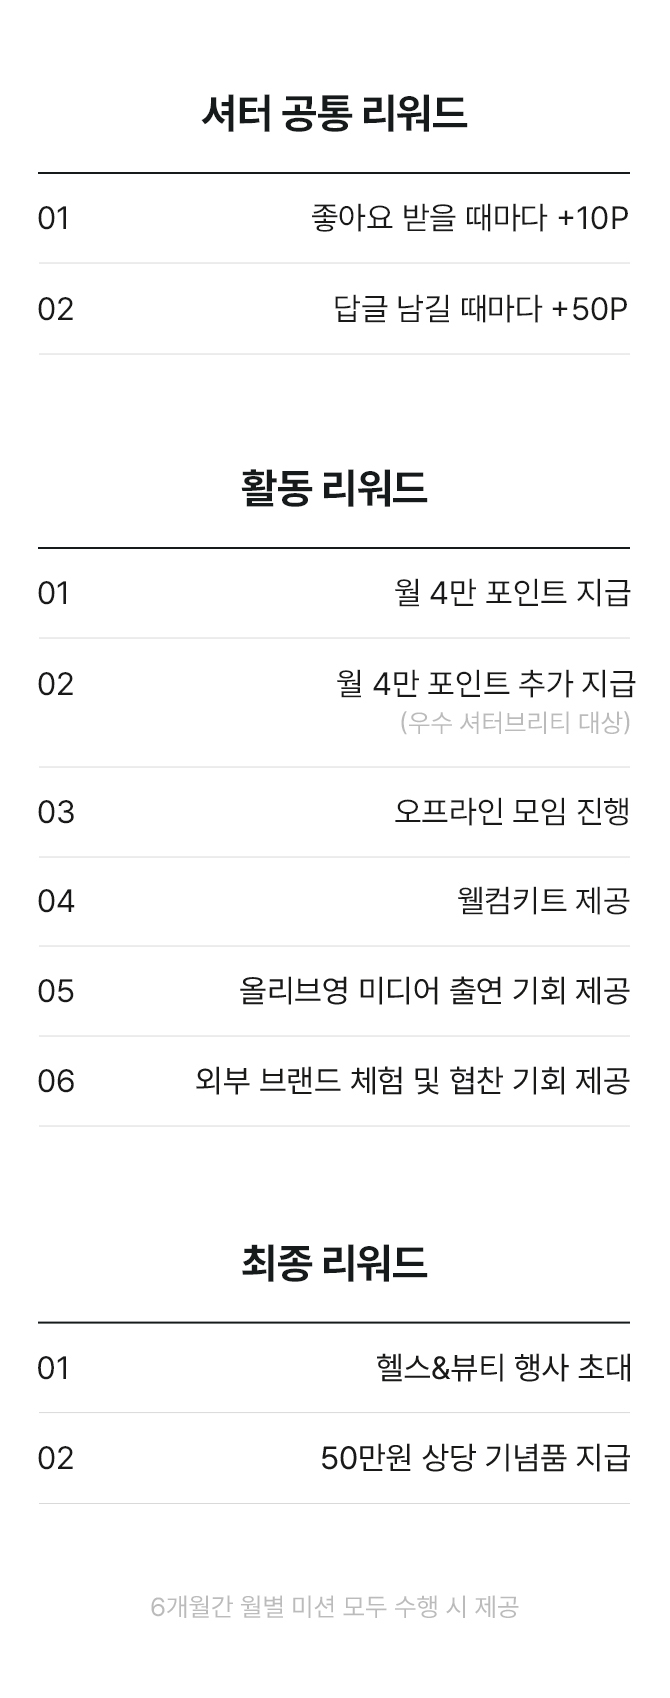 셔터 공통 리워드
01 좋아요 받을 때마다 +10P
02 답글 남길 때마다 +50P
활동 리워드
01 월 4만 포인트 지급
02 월 4만 포인트 추가 지급
(우수 셔터브리티 대상)
03 오프라인 모임 진행
04 웰컴키트 제공
05 올리브영 미디어 출연 기회 제공
06 외부 브랜드 체험 및 협찬 기회 제공
최종 리워드
01 헬스&뷰티 행사 초대
02 50만원 상당 기념품 지급
6개월간 월별 미션 모두 수행 시 제공